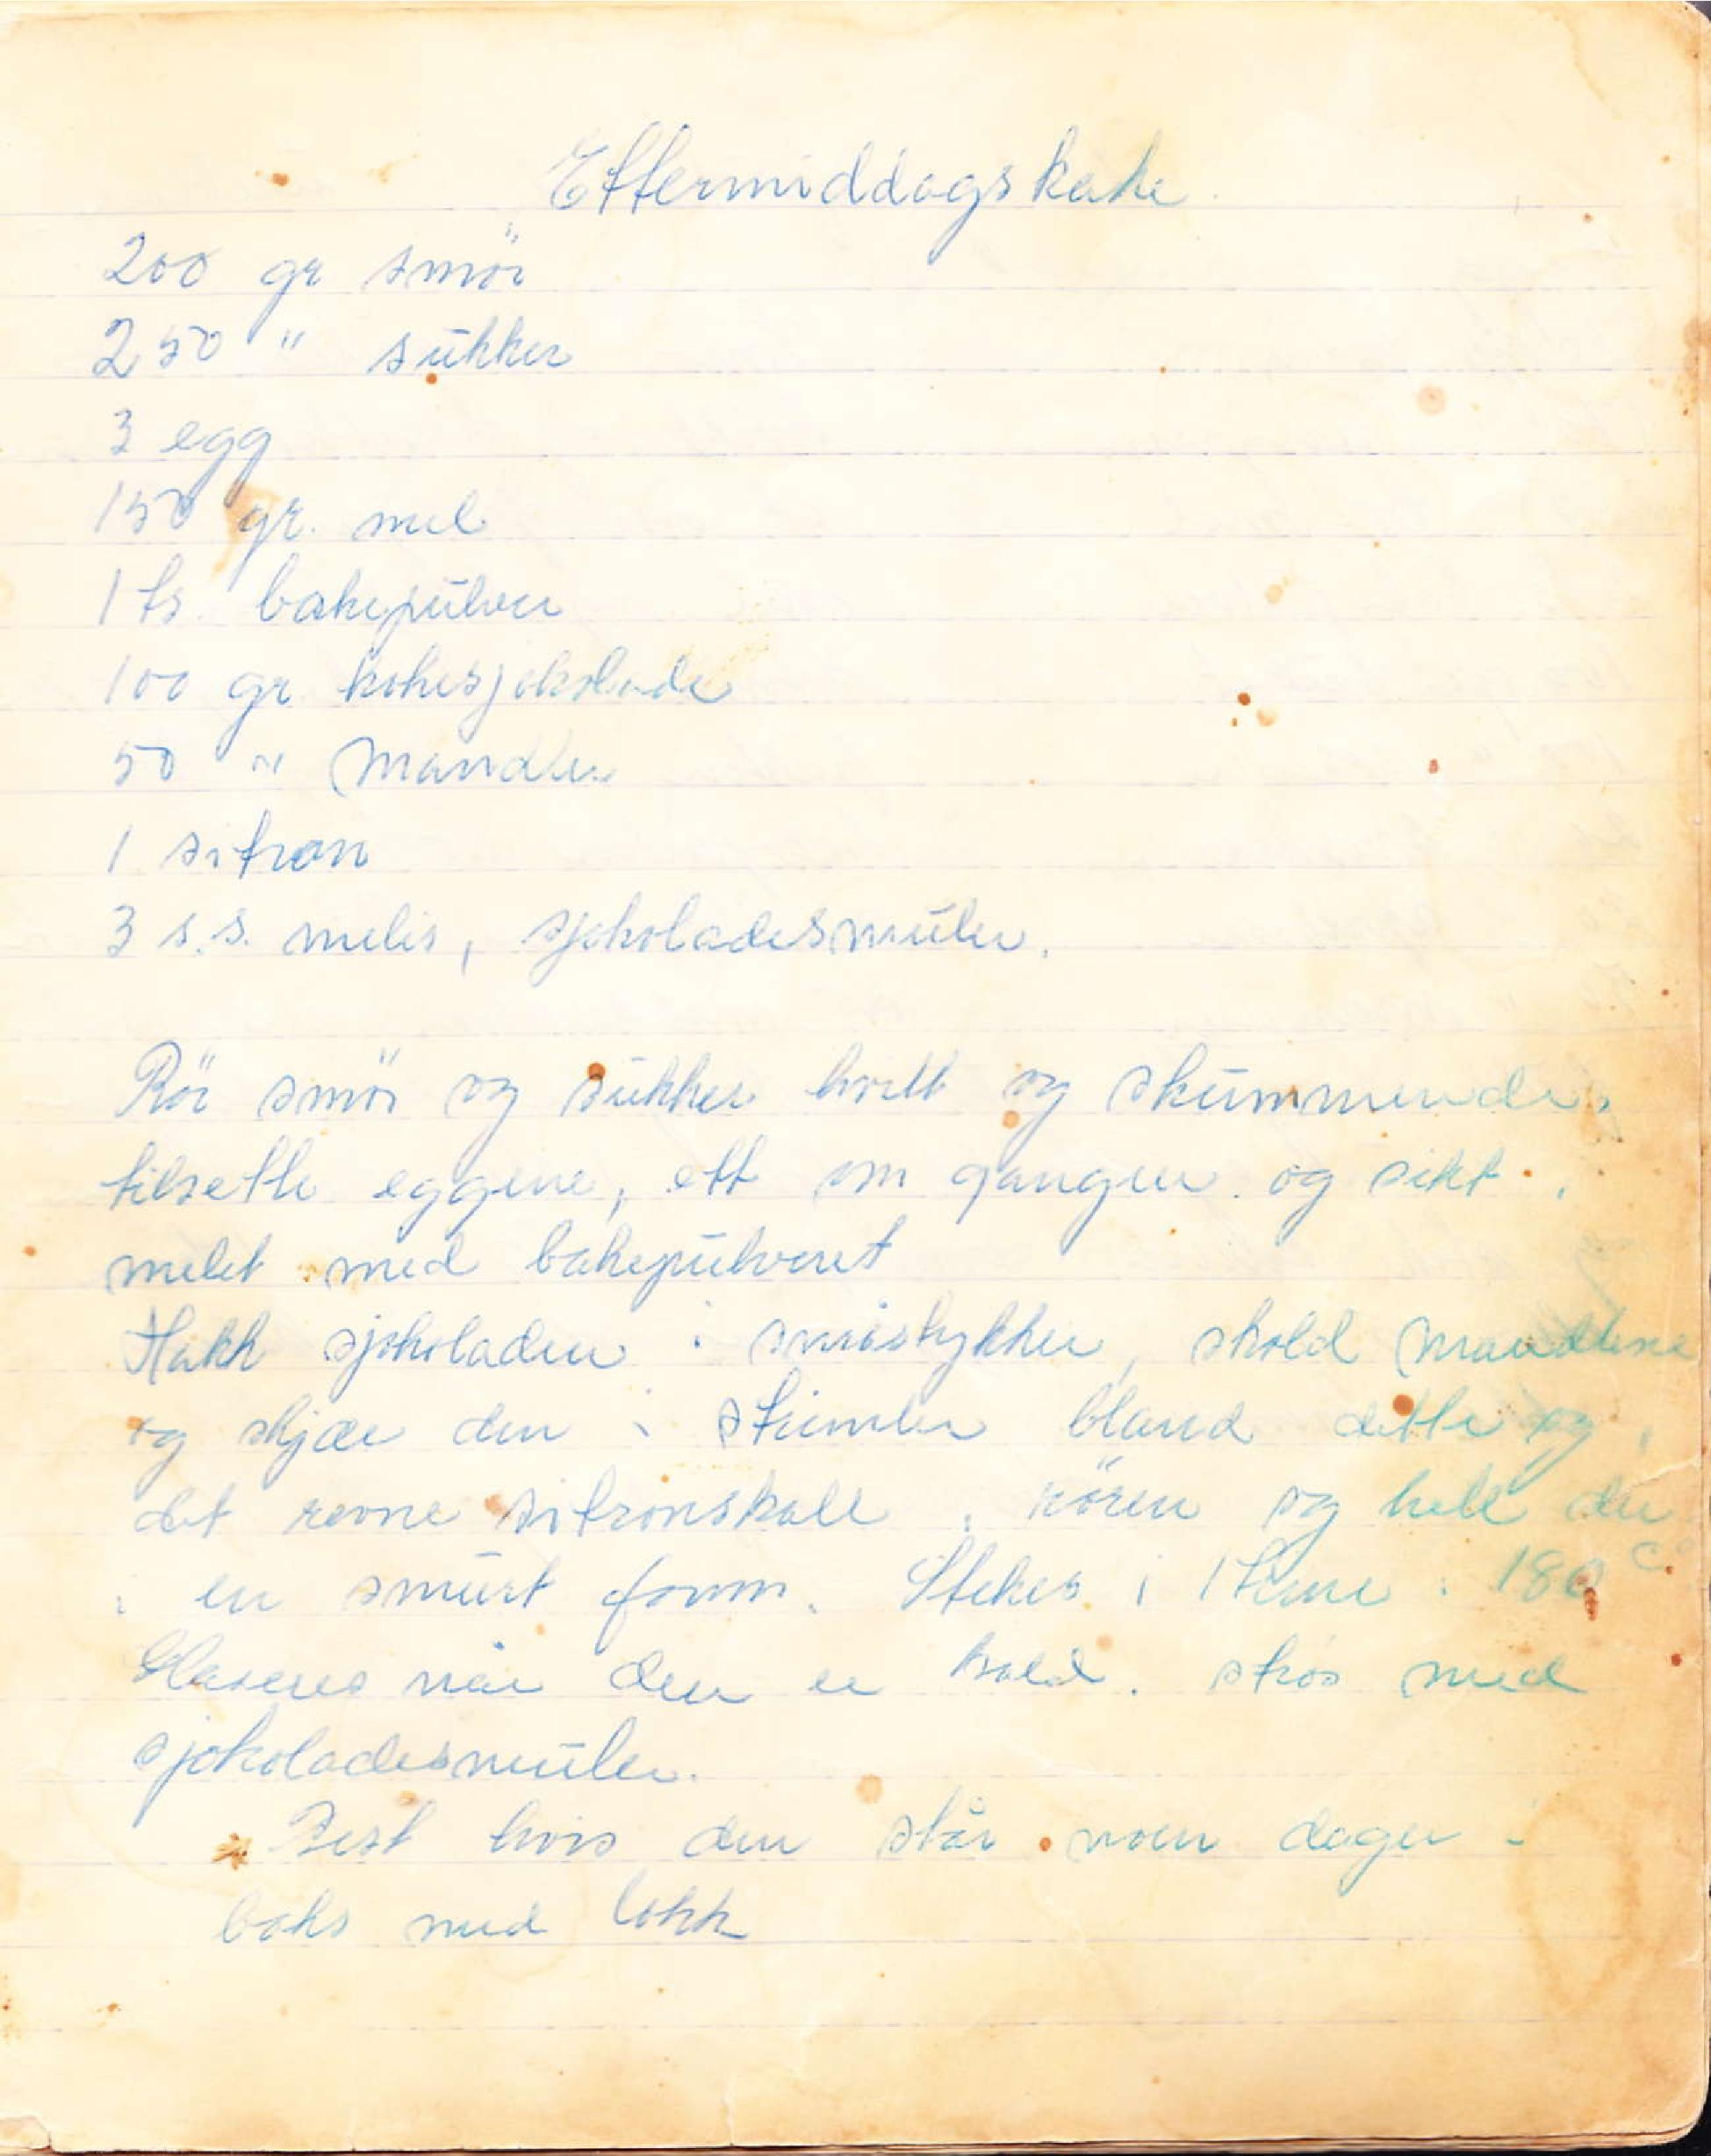 Ettermiddagskake
200 gr smör
250 " sukker
3 egg
150 gr. mel
1 ts. bakepulver
100 gr kokesjokolade
50 " Mandler
1 sitron
3 s.s. melis, sjokoladesmuler.
Rör smör og sukker hvitt og skummende,
tilsette eggene, ett om gangen og sikt i
melet med bakepulveret
Hakk sjokoladen i småstykker, skold mandlene
og skjær den i strimler bland dette og
det revne sitronskall i rören og hell den
i en smurt form. Stekes i 1 time i 180 C°
Glaseres når den er kald. strøs med
sjokoladesmuler.
Best hvis den står noen dager i
boks med lokk